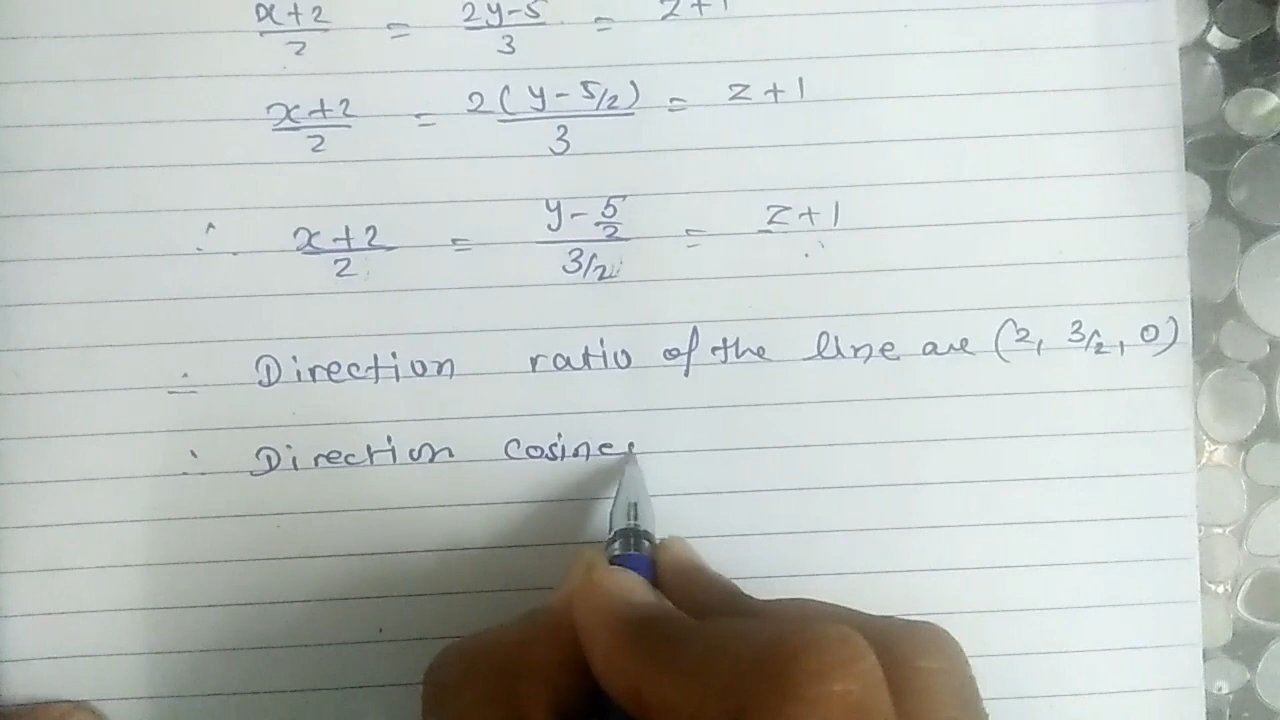 x+2/2 = 2y-5/3 = z+1
x+2/2 = 2(y-5/2)/3 = z+1
∴ x+2/2 = y-5/2/3/2 = z+1
∴ Direction ratio of the line are (2, 3/2, 0)
∴ Direction cosines